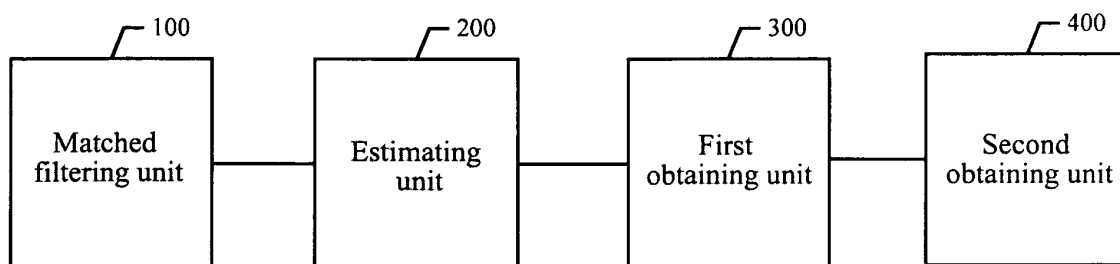 100
200
300
400
Matched
filtering unit
Estimating
unit
First
obtaining unit
Second
obtaining unit